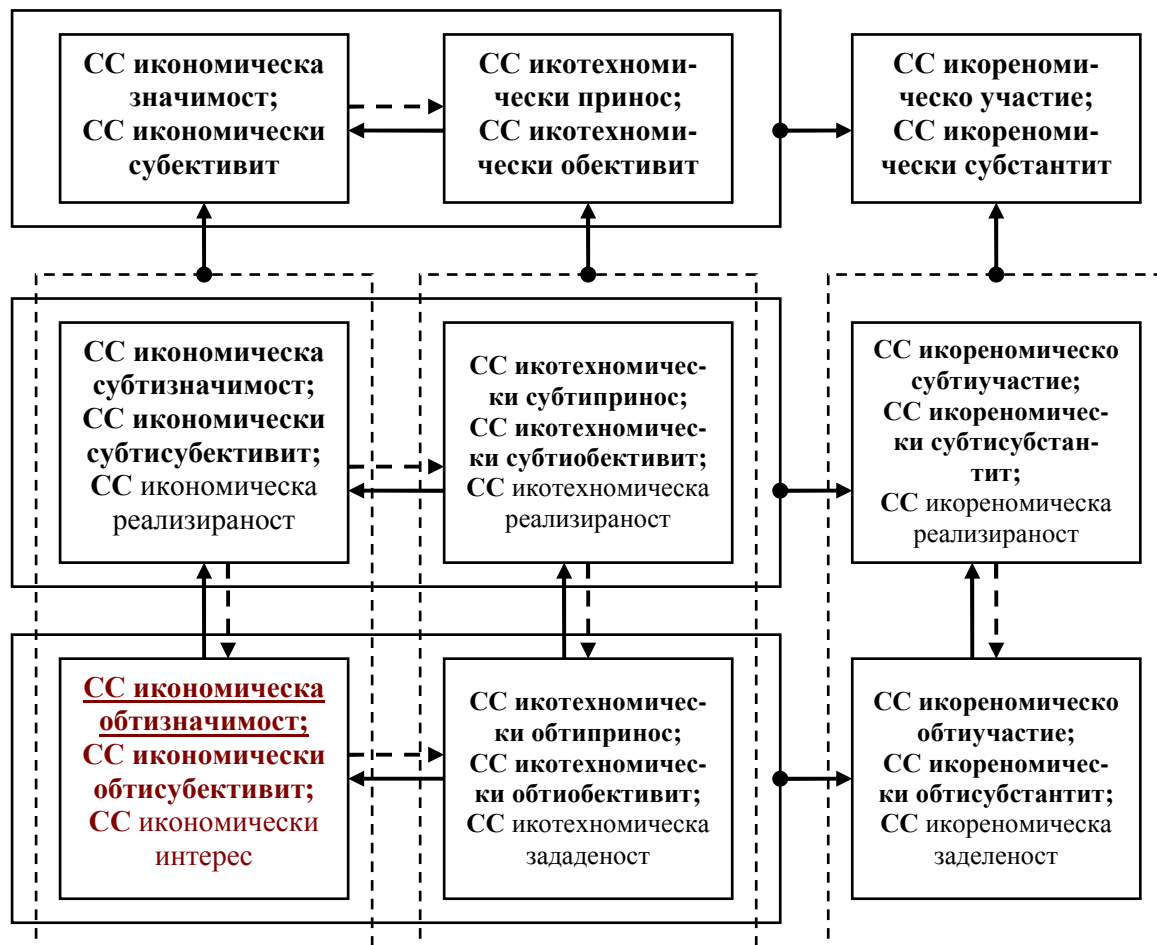 СС икономическа
значимост;
СС икономически
субективит
СС икотехноми-
чески принос;
СС икотехноми-
чески обективит
СС икореноми-
ческо участие;
СС икореноми-
чески субстантит
СС икономическа
субтизначимост;
СС икономически
субтисубективит;
СС икономическа
реализираност
СС икотехномичес-
ки субтипринос;
СС икотехномичес-
ки субтиобективит;
СС икотехномическа
реализираност
СС икореномическо
субтиучастие;
СС икореномичес-
ки субтисубстан-
тит;
СС икореномическа
реализираност
СС икономическа
обтизначимост;
СС икономически
обтисубективит;
СС икономически
интерес
СС икотехномичес-
ки обтипринос;
СС икотехномичес-
ки обтиобективит;
СС икотехномическа
зададеност
СС икореномическо
обтиучастие;
СС икореномичес-
ки обтисубстантит;
СС икореномическа
заделеност